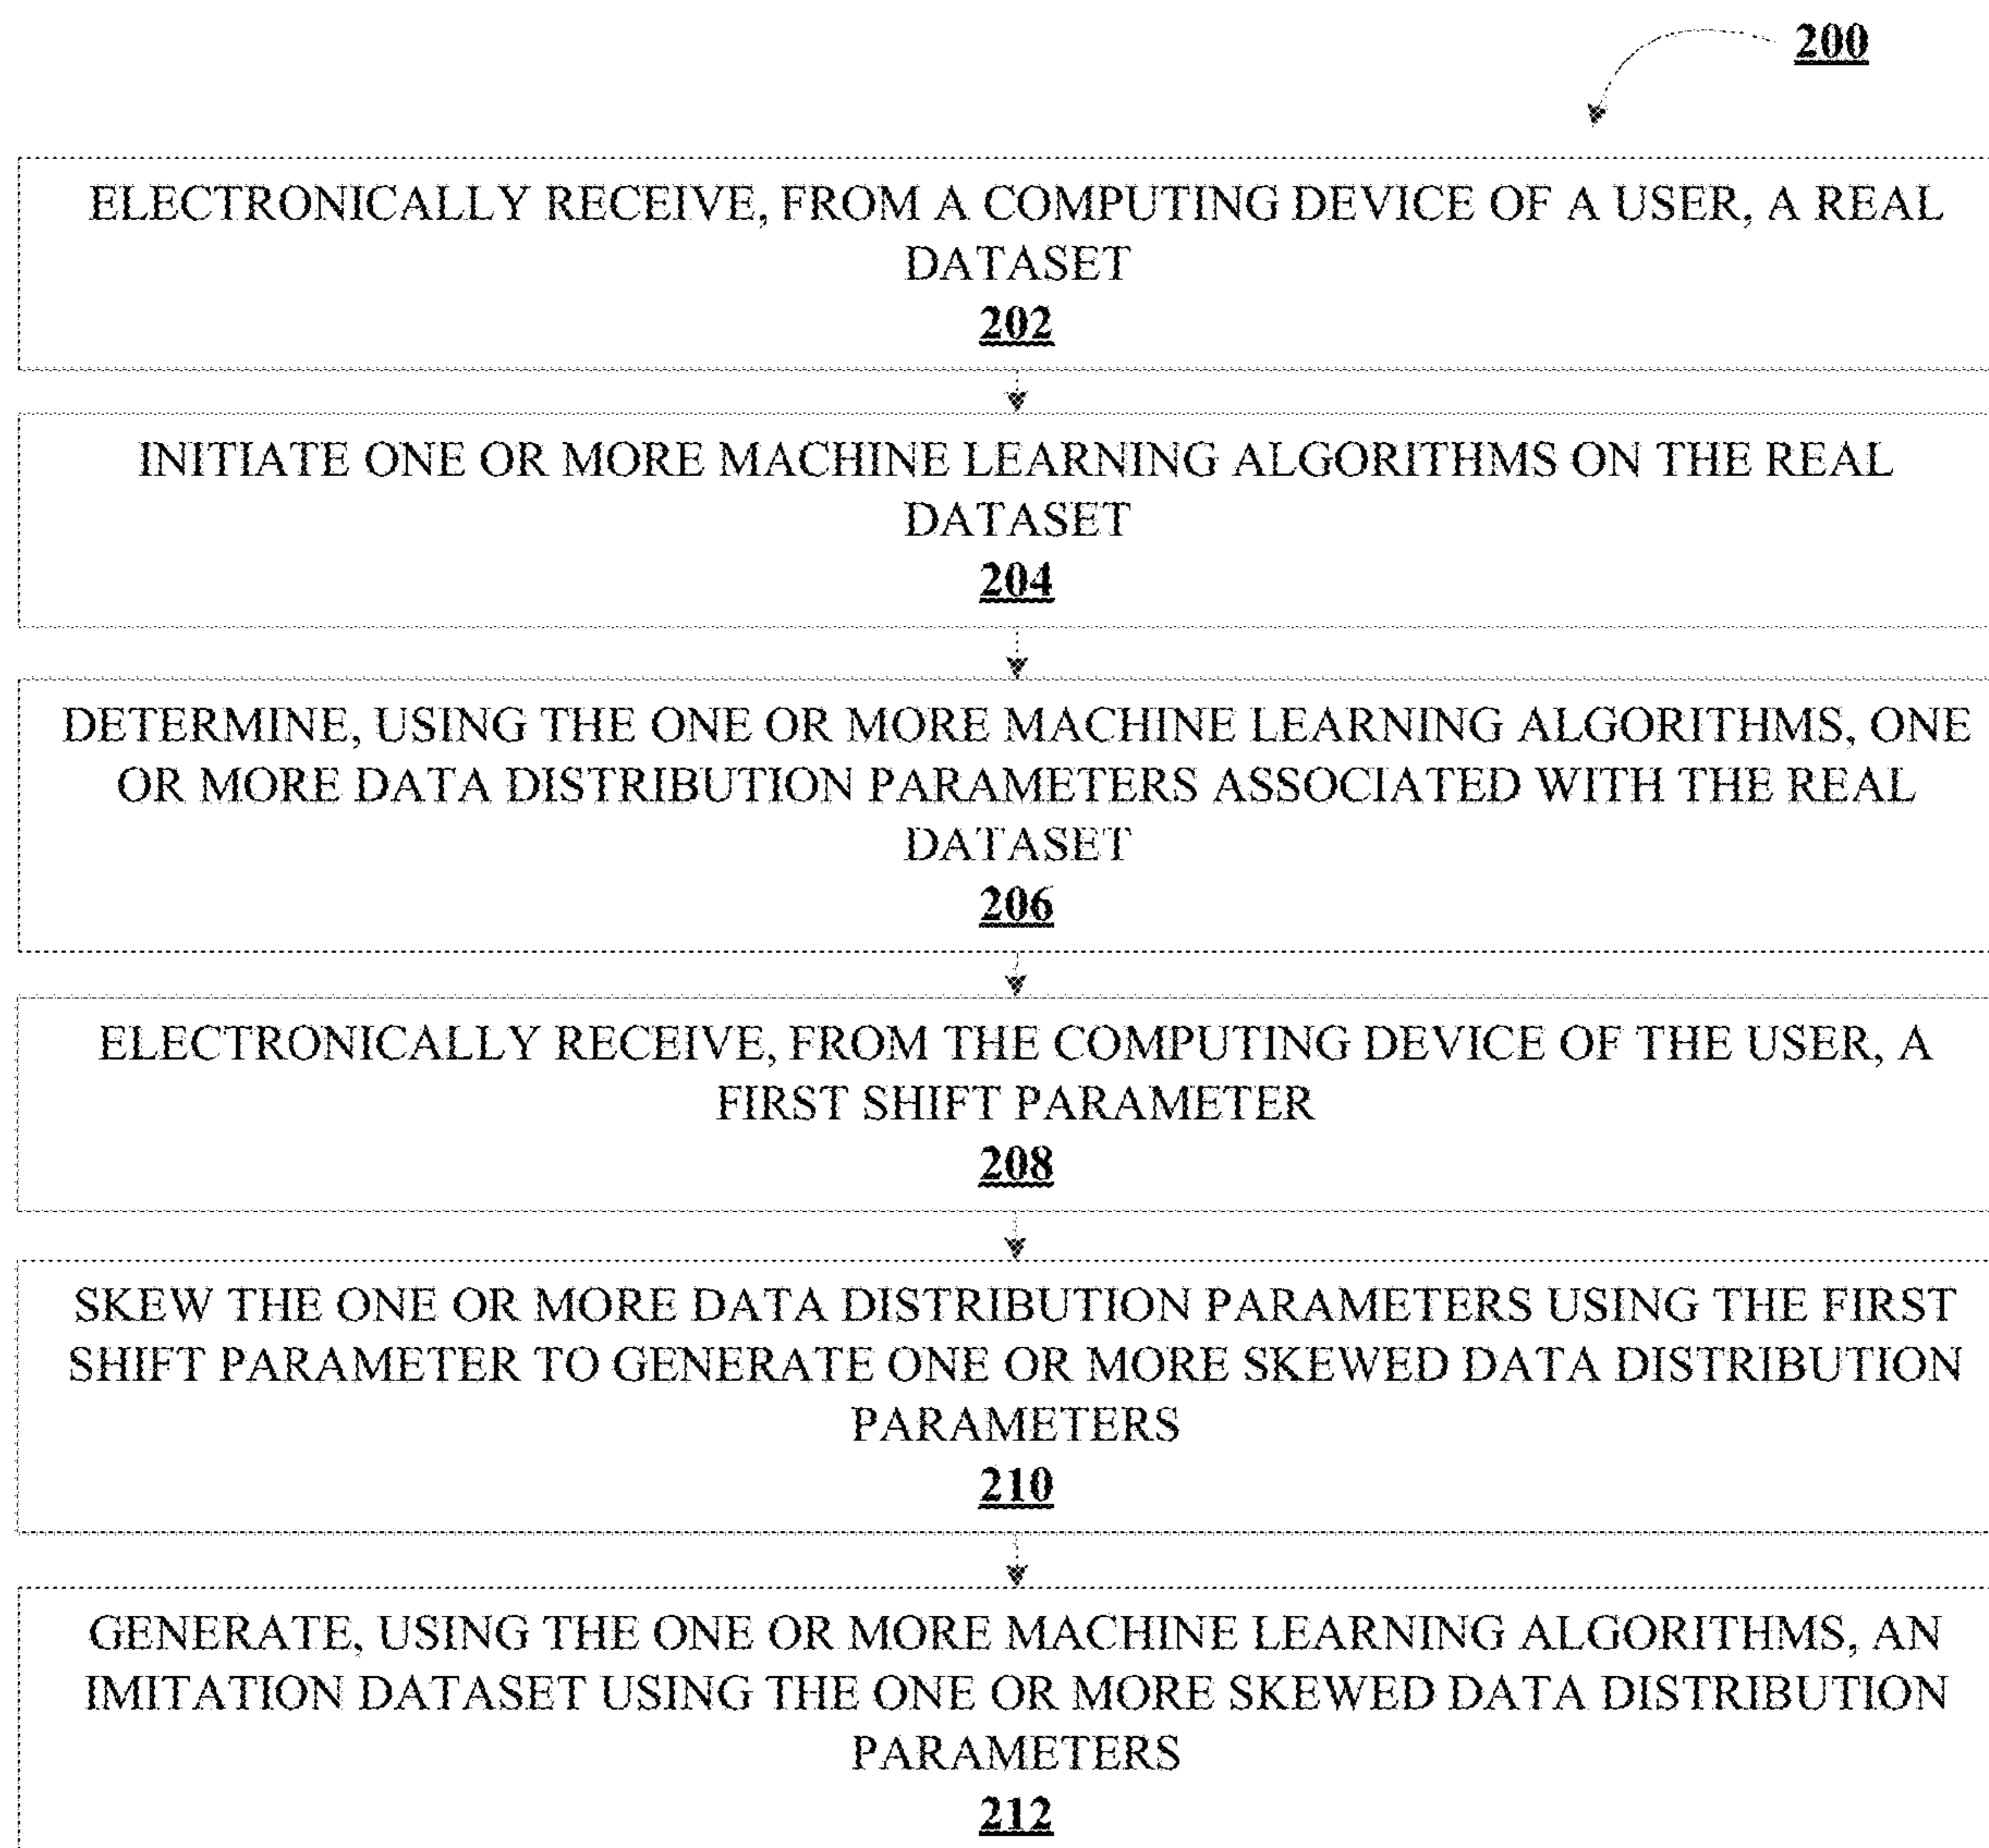 200
ELECTRONICALLY RECEIVE, FROM A COMPUTING DEVICE OF A USER, A REAL
DATASET
202
INITIATE ONE OR MORE MACHINE LEARNING ALGORITHMS ON THE REAL
DATASET
204
DETERMINE, USING THE ONE OR MORE MACHINE LEARNING ALGORITHMS, ONE
OR MORE DATA DISTRIBUTION PARAMETERS ASSOCIATED WITH THE REAL
DATASET
206
ELECTRONICALLY RECEIVE, FROM THE COMPUTING DEVICE OF THE USER, A
FIRST SHIFT PARAMETER
208
SKEW THE ONE OR MORE DATA DISTRIBUTION PARAMETERS USING THE FIRST
SHIFT PARAMETER TO GENERATE ONE OR MORE SKEWED DATA DISTRIBUTION
PARAMETERS
210
GENERATE, USING THE ONE OR MORE MACHINE LEARNING ALGORITHMS, AN
IMITATION DATASET USING THE ONE OR MORE SKEWED DATA DISTRIBUTION
PARAMETERS
212